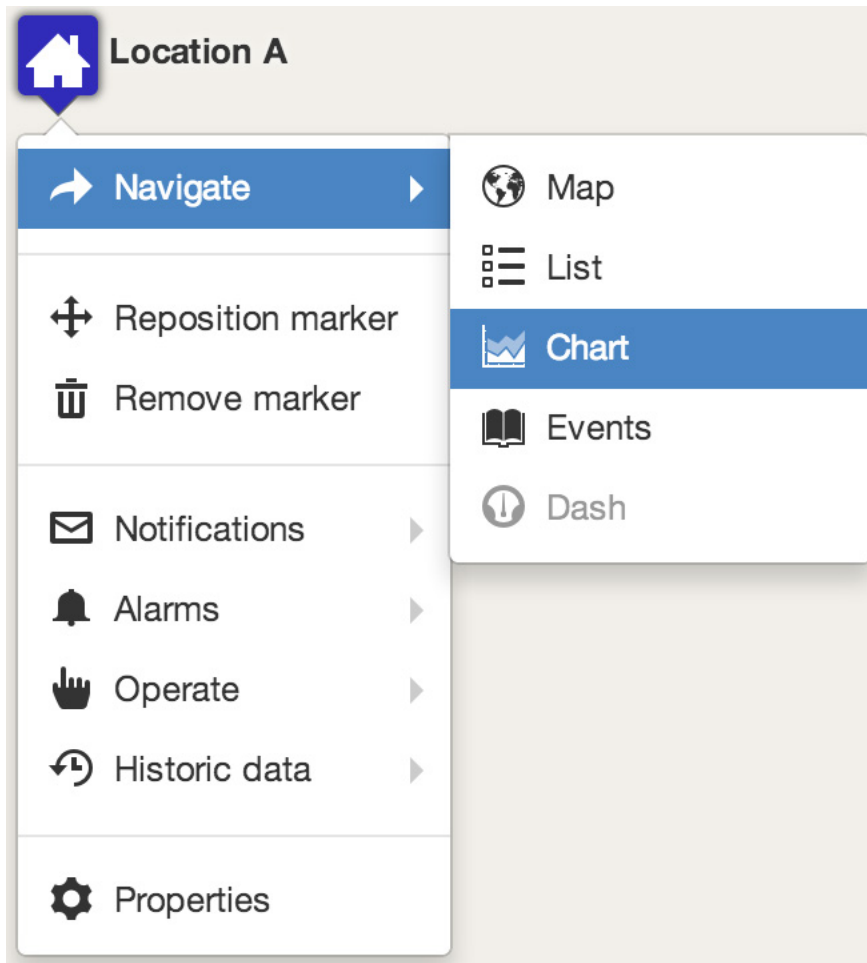 Location A
Navigate
Reposition marker
Remove marker
Notifications
Alarms
Operate
Historic data
Properties
Map
List
Chart
Events
Dash